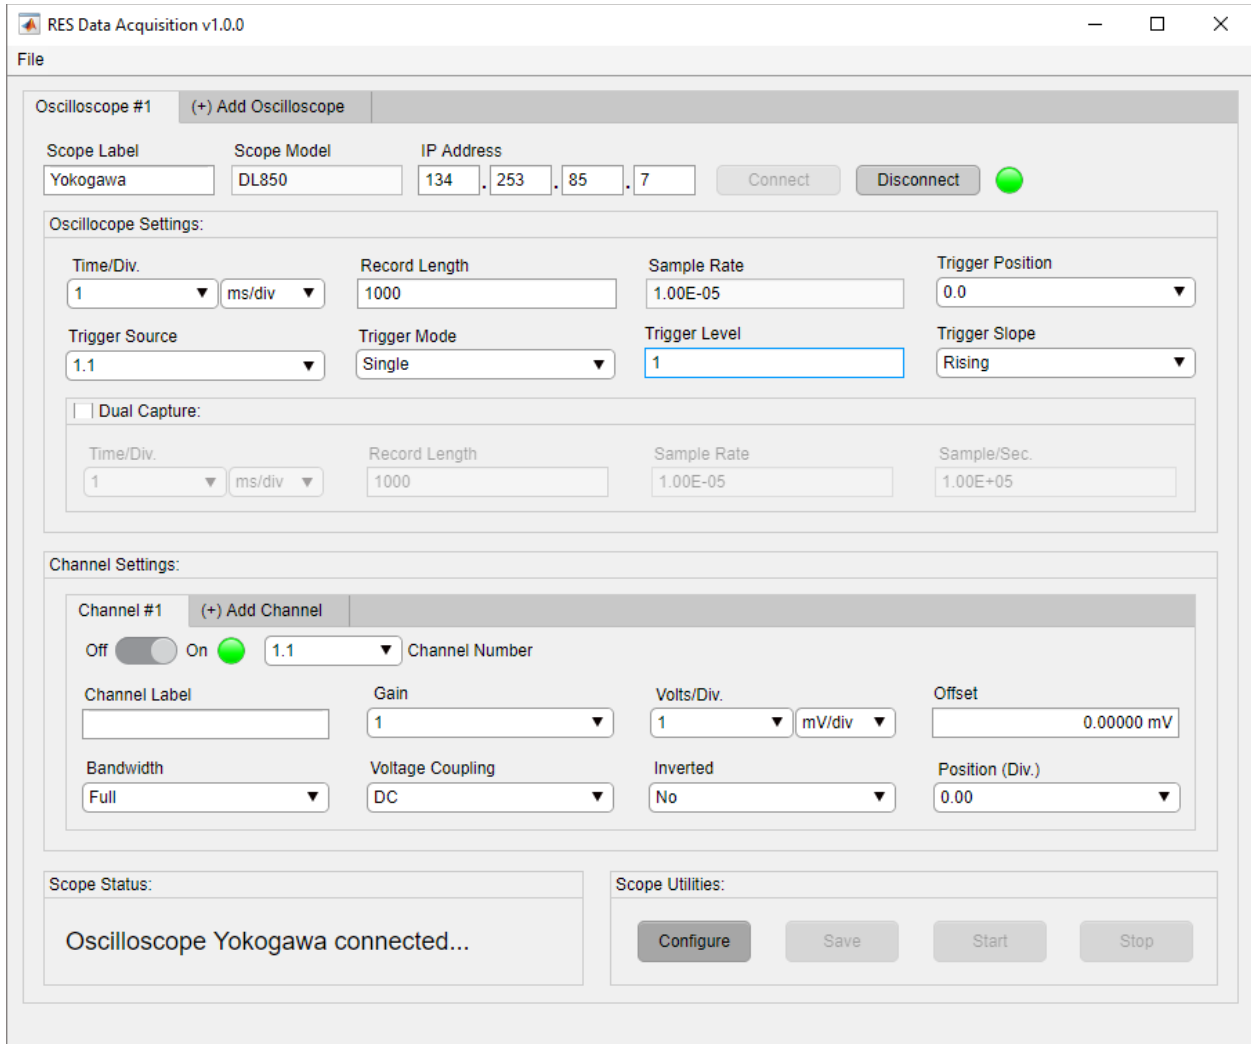 RES Data Acquisition v1.0.0
File
Oscilloscope #1 (+) Add Oscilloscope
Scope Label Scope Model IP Address
Yokogawa DL850 134 . 253 . 85 . 7 Connect Disconnect
Oscillocope Settings:
Time/Div. Record Length Sample Rate Trigger Position
1 ms/div 1000 1.00E-05 0.0
Trigger Source Trigger Mode Trigger Level Trigger Slope
1.1 Single 1 Rising
Dual Capture:
Time/Div. Record Length Sample Rate Sample/Sec.
1 ms/div 1000 1.00E-05 1.00E+05
Channel Settings:
Channel #1 (+) Add Channel
Off On 1.1 Channel Number
Channel Label Gain Volts/Div. Offset
1 1 mV/div 0.00000 mV
Bandwidth Voltage Coupling Inverted Position (Div.)
Full DC No 0.00
Scope Status: Scope Utilities:
Oscilloscope Yokogawa connected... Configure Save Start Stop